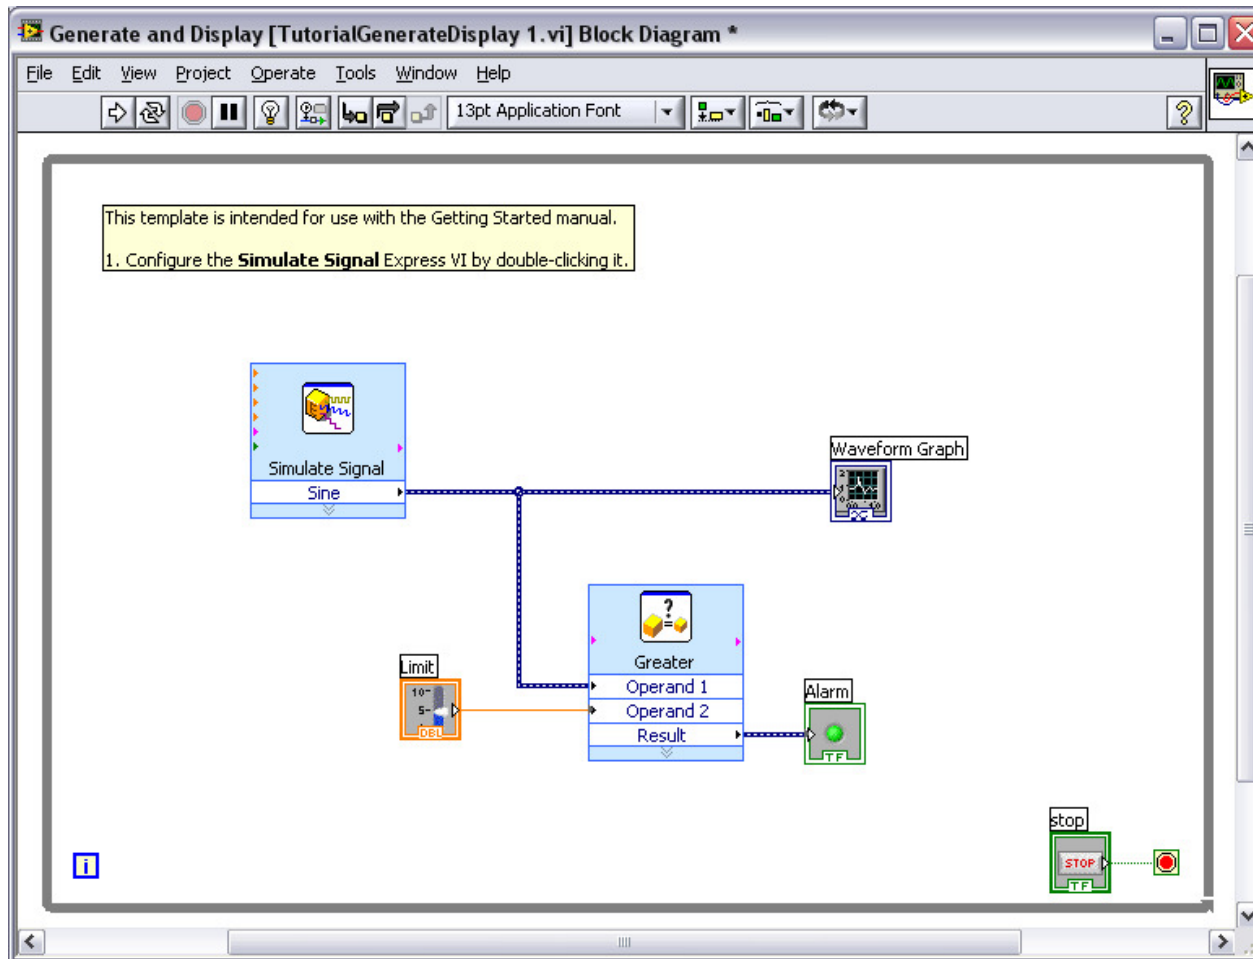 Generate and Display [TutorialGenerateDisplay 1.vi] Block Diagram *
File Edit View Project Operate Tools Window Help
13pt Application Font
?
This template is intended for use with the Getting Started manual.
1. Configure the Simulate Signal Express VI by double-clicking it.
Simulate Signal
Sine
Waveform Graph
?
=
Greater
Limit
10
5
DBL
Operand 1
Operand 2
Result
Alarm
TF
stop
STOP
TF
i